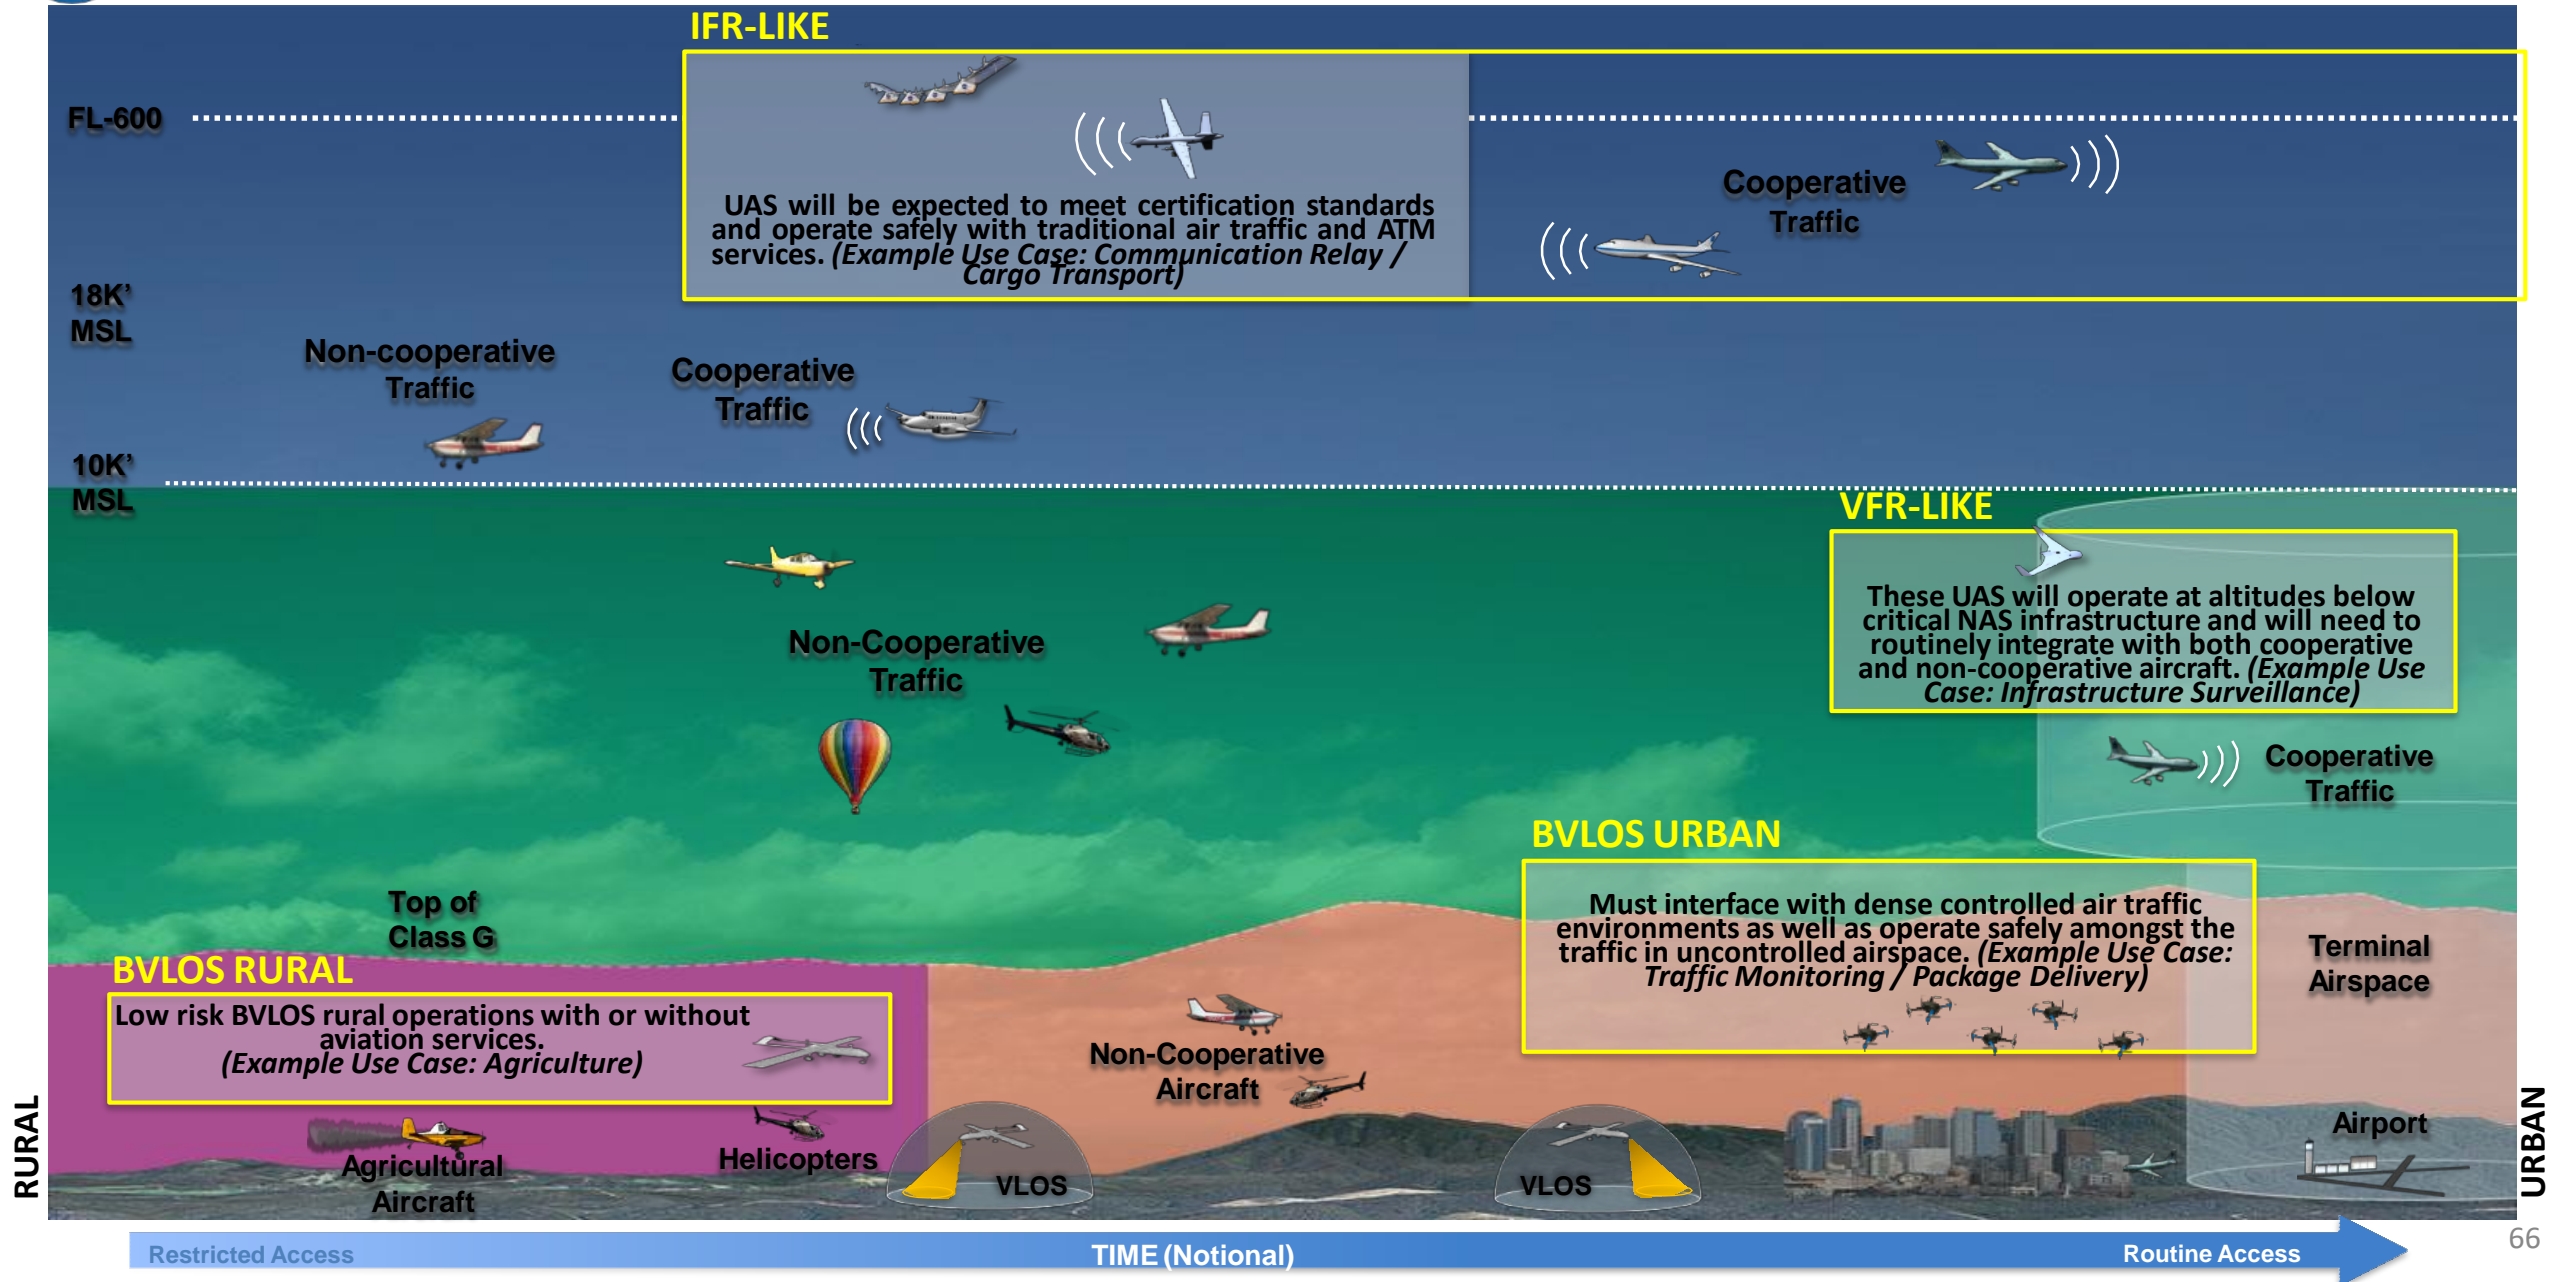 IFR-LIKE
FL-600
UAS will be expected to meet certification standards
and operate safely with traditional air traffic and ATM
services. (Example Use Case: Communication Relay /
Cargo Transport)
Cooperative
Traffic
18K’
MSL
Non-cooperative
Traffic
Cooperative
Traffic
10K’
MSL
VFR-LIKE
These UAS will operate at altitudes below
critical NAS infrastructure and will need to
routinely integrate with both cooperative
and non-cooperative aircraft. (Example Use
Case: Infrastructure Surveillance)
Non-Cooperative
Traffic
Cooperative
Traffic
BVLOS URBAN
Must interface with dense controlled air traffic
environments as well as operate safely amongst the
traffic in uncontrolled airspace. (Example Use Case:
Traffic Monitoring / Package Delivery)
Top of
Class G
Terminal
Airspace
BVLOS RURAL
Low risk BVLOS rural operations with or without
aviation services.
(Example Use Case: Agriculture)
Non-Cooperative
Aircraft
Airport
Agricultural
Aircraft
Helicopters
VLOS
VLOS
RURAL
URBAN
Restricted Access
TIME (Notional)
Routine Access
66